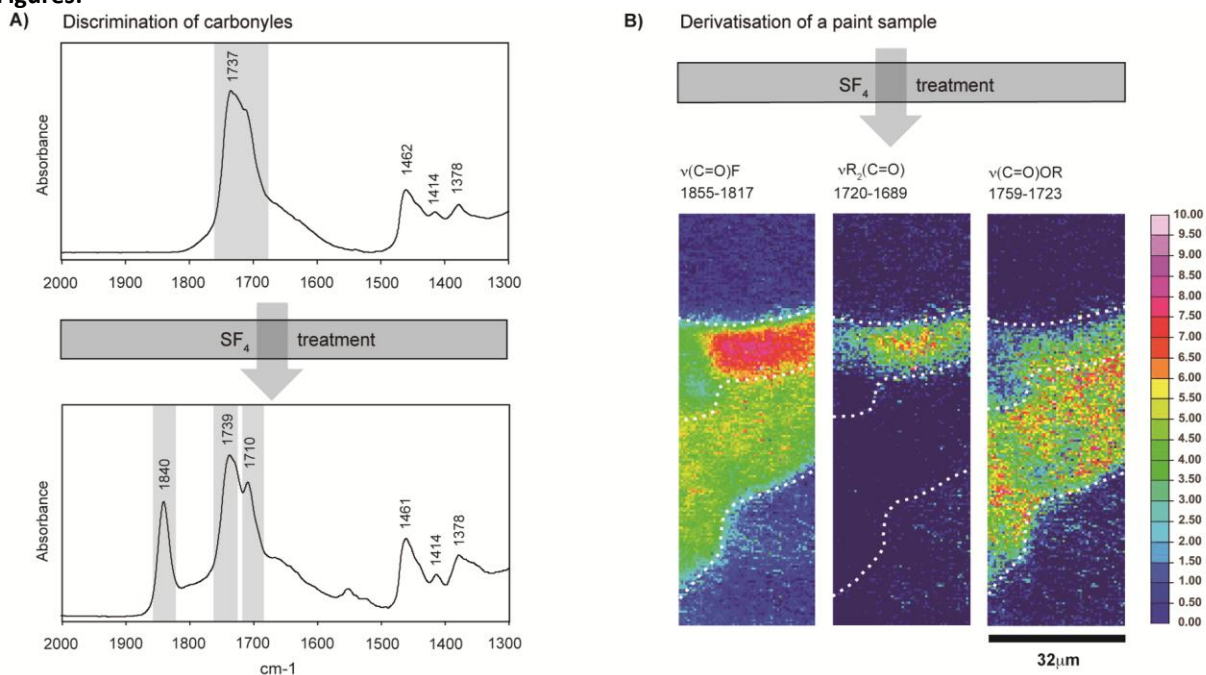 Figures:
A) Discrimination of carbonyles
Absorbance
1737
1462
1414
1378
2000 1900 1800 1700 1600 1500 1400 1300
SF4 treatment
Absorbance
1840
1739
1710
1461
1414
1378
2000 1900 1800 1700 1600 1500 1400 1300
cm-1
B) Derivatisation of a paint sample
SF4 treatment
ν(C=O)F
1855-1817
νR2(C=O)
1720-1689
ν(C=O)OR
1759-1723
10.00
9.50
9.00
8.50
8.00
7.50
7.00
6.50
6.00
5.50
5.00
4.50
4.00
3.50
3.00
2.50
2.00
1.50
1.00
0.50
0.00
32µm